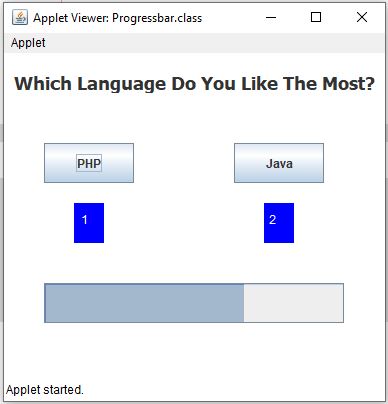 Applet Viewer: Progressbar.class
Applet
Which Language Do You Like The Most?
PHP Java
1 2
Applet started.